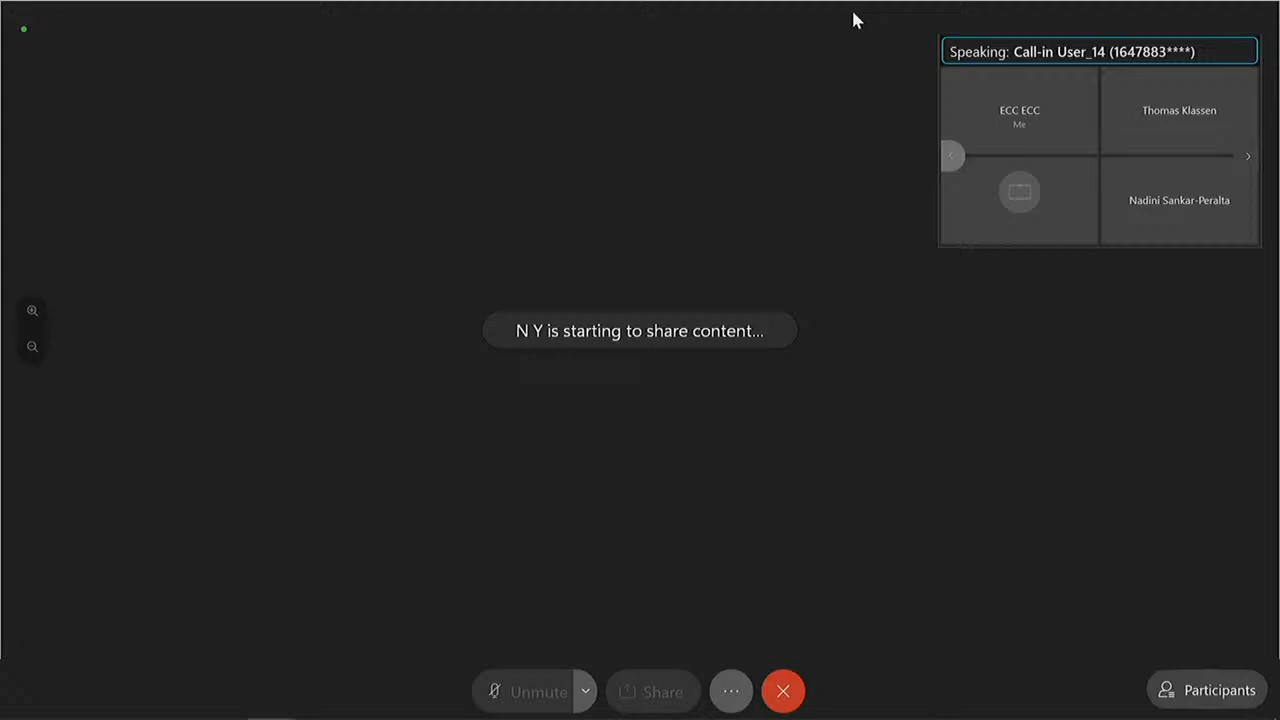 Speaking: Call-in User_14 (1647883****)
ECC ECC
Me
Thomas Klassen
Nadini Sankar-Peralta
N Y is starting to share content...
Unmute
Share
Participants